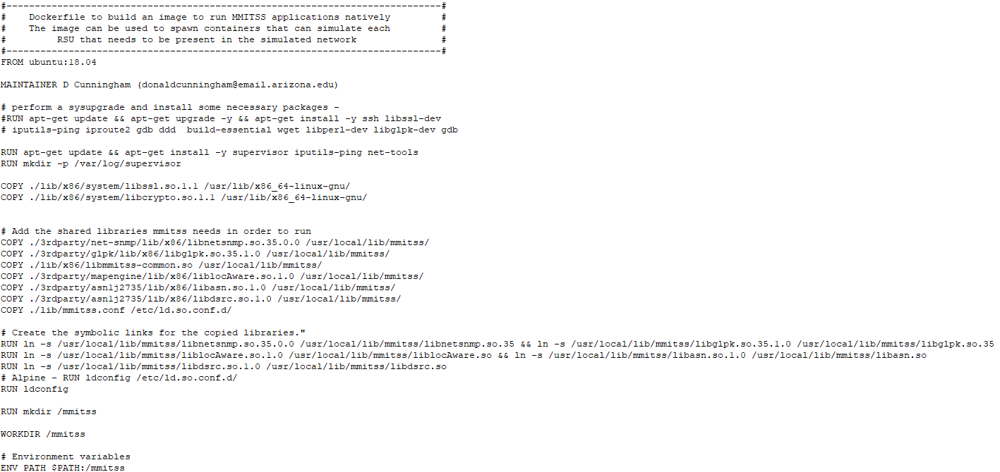 #-----------------------------------------------------------------------------#
#    Dockerfile to build an image to run MMITSS applications natively         #
#    The image can be used to spawn containers that can simulate each         #
#         RSU that needs to be present in the simulated network               #
#-----------------------------------------------------------------------------#
FROM ubuntu:18.04
MAINTAINER D Cunningham (donaldcunningham@email.arizona.edu)
# perform a sysupgrade and install some necessary packages -
#RUN apt-get update && apt-get upgrade -y && apt-get install -y ssh libssl-dev
# iputils-ping iproute2 gdb ddd  build-essential wget libperl-dev libglpk-dev gdb
RUN apt-get update && apt-get install -y supervisor iputils-ping net-tools
RUN mkdir -p /var/log/supervisor
COPY ./lib/x86/system/libssl.so.1.1 /usr/lib/x86_64-linux-gnu/
COPY ./lib/x86/system/libcrypto.so.1.1 /usr/lib/x86_64-linux-gnu/
# Add the shared libraries mmitss needs in order to run
COPY ./3rdparty/net-snmp/lib/x86/libnetsnmp.so.35.0.0 /usr/local/lib/mmitss/
COPY ./3rdparty/glpk/lib/x86/libglpk.so.35.1.0 /usr/local/lib/mmitss/
COPY ./lib/x86/libmmitss-common.so /usr/local/lib/mmitss/
COPY ./3rdparty/mapengine/lib/x86/liblocAware.so.1.0 /usr/local/lib/mmitss/
COPY ./3rdparty/asn1j2735/lib/x86/libasn.so.1.0 /usr/local/lib/mmitss/
COPY ./3rdparty/asn1j2735/lib/x86/libdsrc.so.1.0 /usr/local/lib/mmitss/
COPY ./lib/mmitss.conf /etc/ld.so.conf.d/
# Create the symbolic links for the copied libraries."
RUN ln -s /usr/local/lib/mmitss/libnetsnmp.so.35.0.0 /usr/local/lib/mmitss/libnetsnmp.so.35 && ln -s /usr/local/lib/mmitss/libglpk.so.35.1.0 /usr/local/lib/mmitss/libglpk.so.35
RUN ln -s /usr/local/lib/mmitss/liblocAware.so.1.0 /usr/local/lib/mmitss/liblocAware.so && ln -s /usr/local/lib/mmitss/libasn.so.1.0 /usr/local/lib/mmitss/libasn.so
RUN ln -s /usr/local/lib/mmitss/libdsrc.so.1.0 /usr/local/lib/mmitss/libdsrc.so
# Alpine - RUN ldconfig /etc/ld.so.conf.d/
RUN ldconfig
RUN mkdir /mmitss
WORKDIR /mmitss
# Environment variables
ENV PATH $PATH:/mmitss